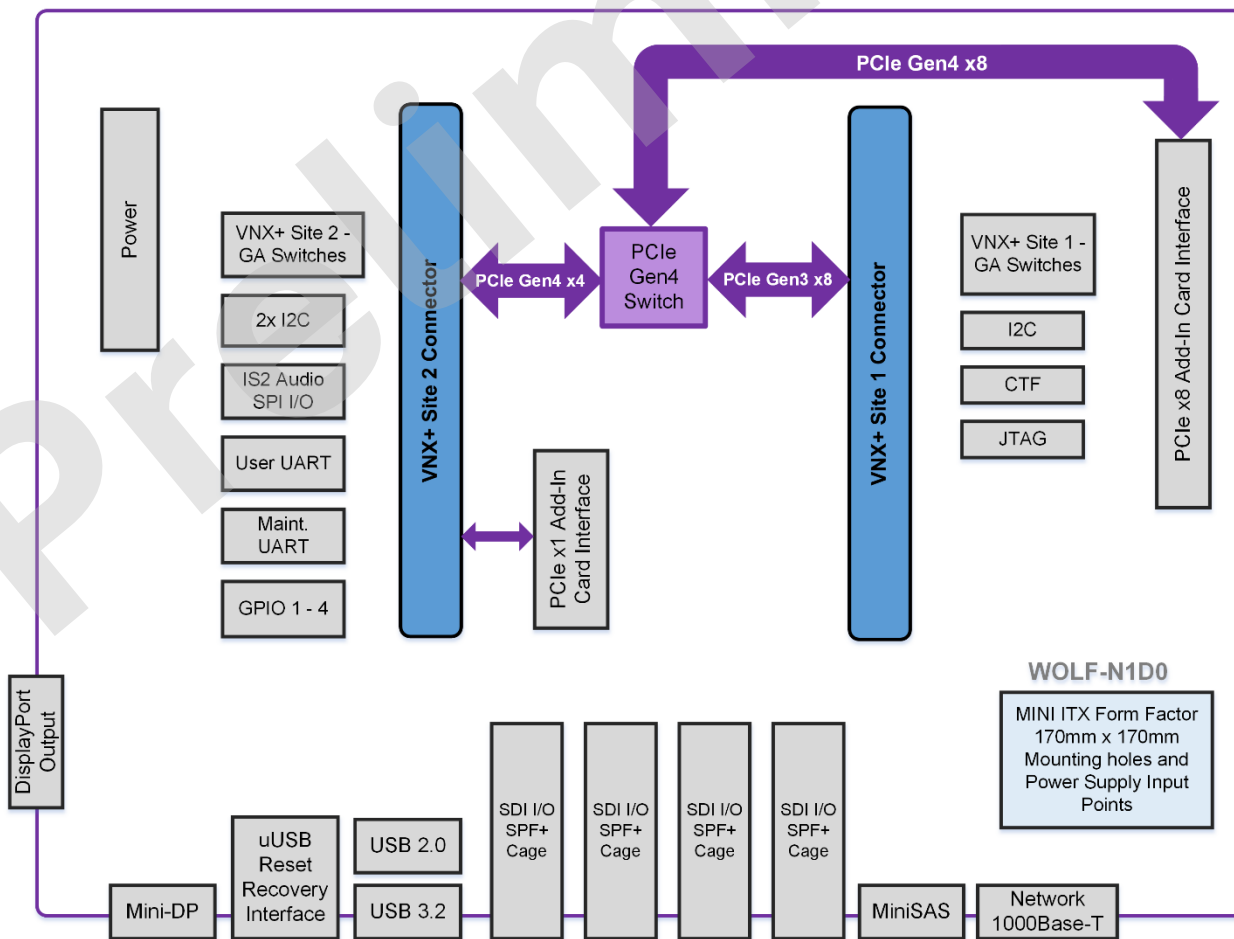 PCIe Gen4 x8
Power
VNX+ Site 2 -
GA Switches
2x I2C
IS2 Audio
SPI I/O
User UART
Maint.
UART
GPIO 1 - 4
VNX+ Site 2 Connector
PCIe Gen4 x4
PCIe
Gen4
Switch
PCIe Gen3 x8
PCIe x1 Add-In
Card Interface
VNX+ Site 1 Connector
VNX+ Site 1 -
GA Switches
I2C
CTF
JTAG
PCIe x8 Add-In Card Interface
WOLF-N1D0
MINI ITX Form Factor
170mm x 170mm
Mounting holes and
Power Supply Input
Points
DisplayPort
Output
Mini-DP
uUSB
Reset
Recovery
Interface
USB 2.0
USB 3.2
SDI I/O
SPF+
Cage
SDI I/O
SPF+
Cage
SDI I/O
SPF+
Cage
SDI I/O
SPF+
Cage
MiniSAS
Network
1000Base-T